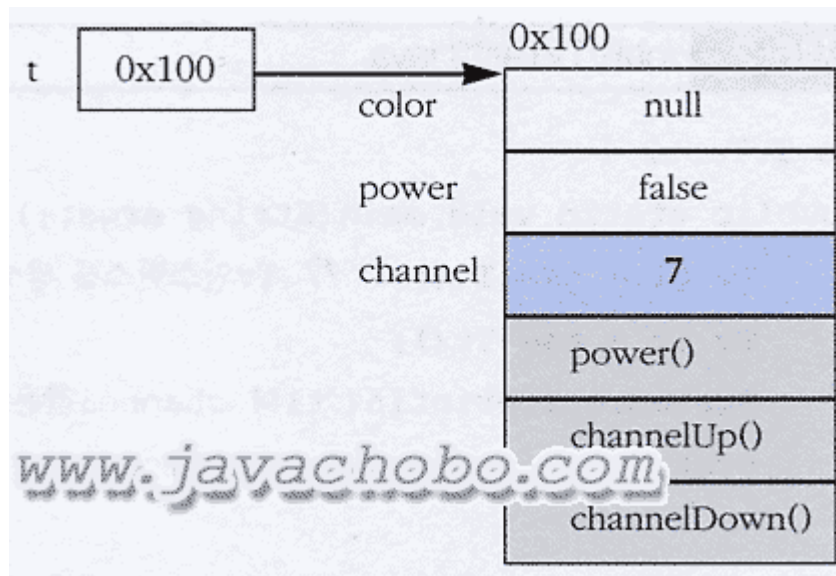 0x100
t 0x100
color null
power false
channel 7
power()
channelUp()
www.javachobo.com
channelDown()